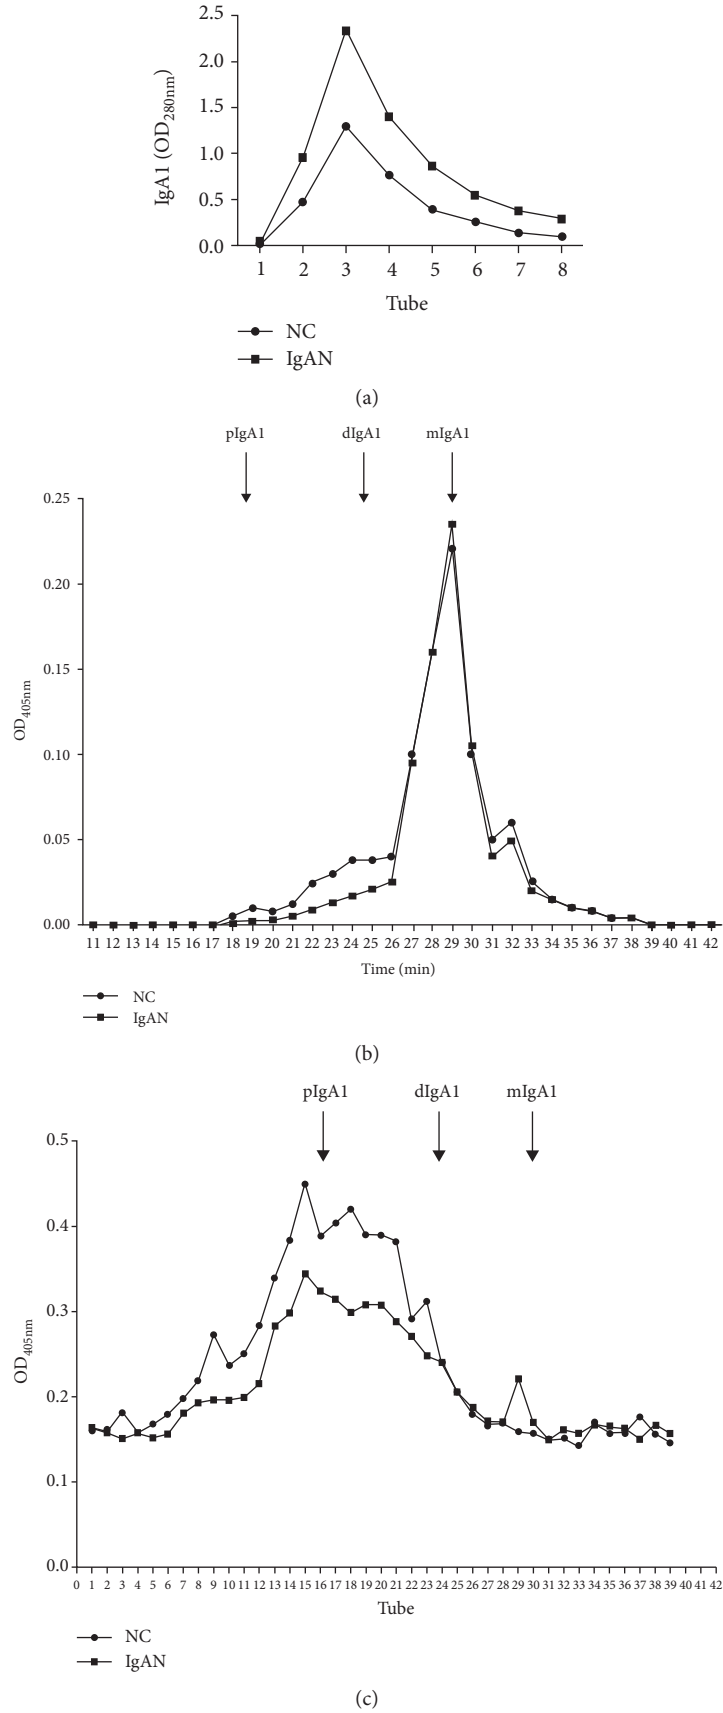 2.5
2.0
1.5
1.0
0.5
0.0
IgA1 (OD280nm)
1 2 3 4 5 6 7 8
Tube
NC
IgAN
(a)
pIgA1 dIgA1 mIgA1
0.25
0.20
0.15
0.10
0.05
0.00
OD405nm
11 12 13 14 15 16 17 18 19 20 21 22 23 24 25 26 27 28 29 30 31 32 33 34 35 36 37 38 39 40 41 42
Time (min)
NC
IgAN
(b)
pIgA1 dIgA1 mIgA1
0.5
0.4
0.3
0.2
0.1
0.0
OD405nm
0 1 2 3 4 5 6 7 8 9 10 11 12 13 14 15 16 17 18 19 20 21 22 23 24 25 26 27 28 29 30 31 32 33 34 35 36 37 38 39 40 41 42
Tube
NC
IgAN
(c)